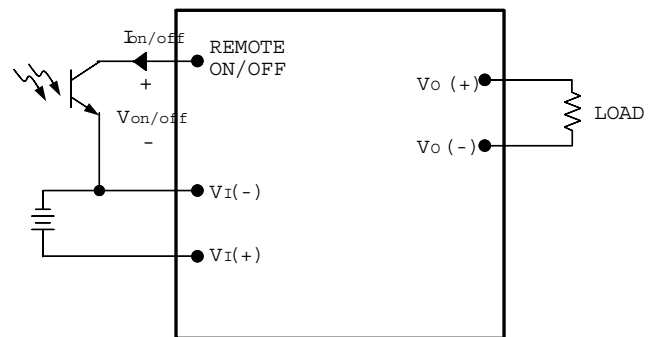 Ion/off
REMOTE
ON/OFF
+
Von/off
-
VO (+)
LOAD
VO (-)
VI(-)
VI(+)